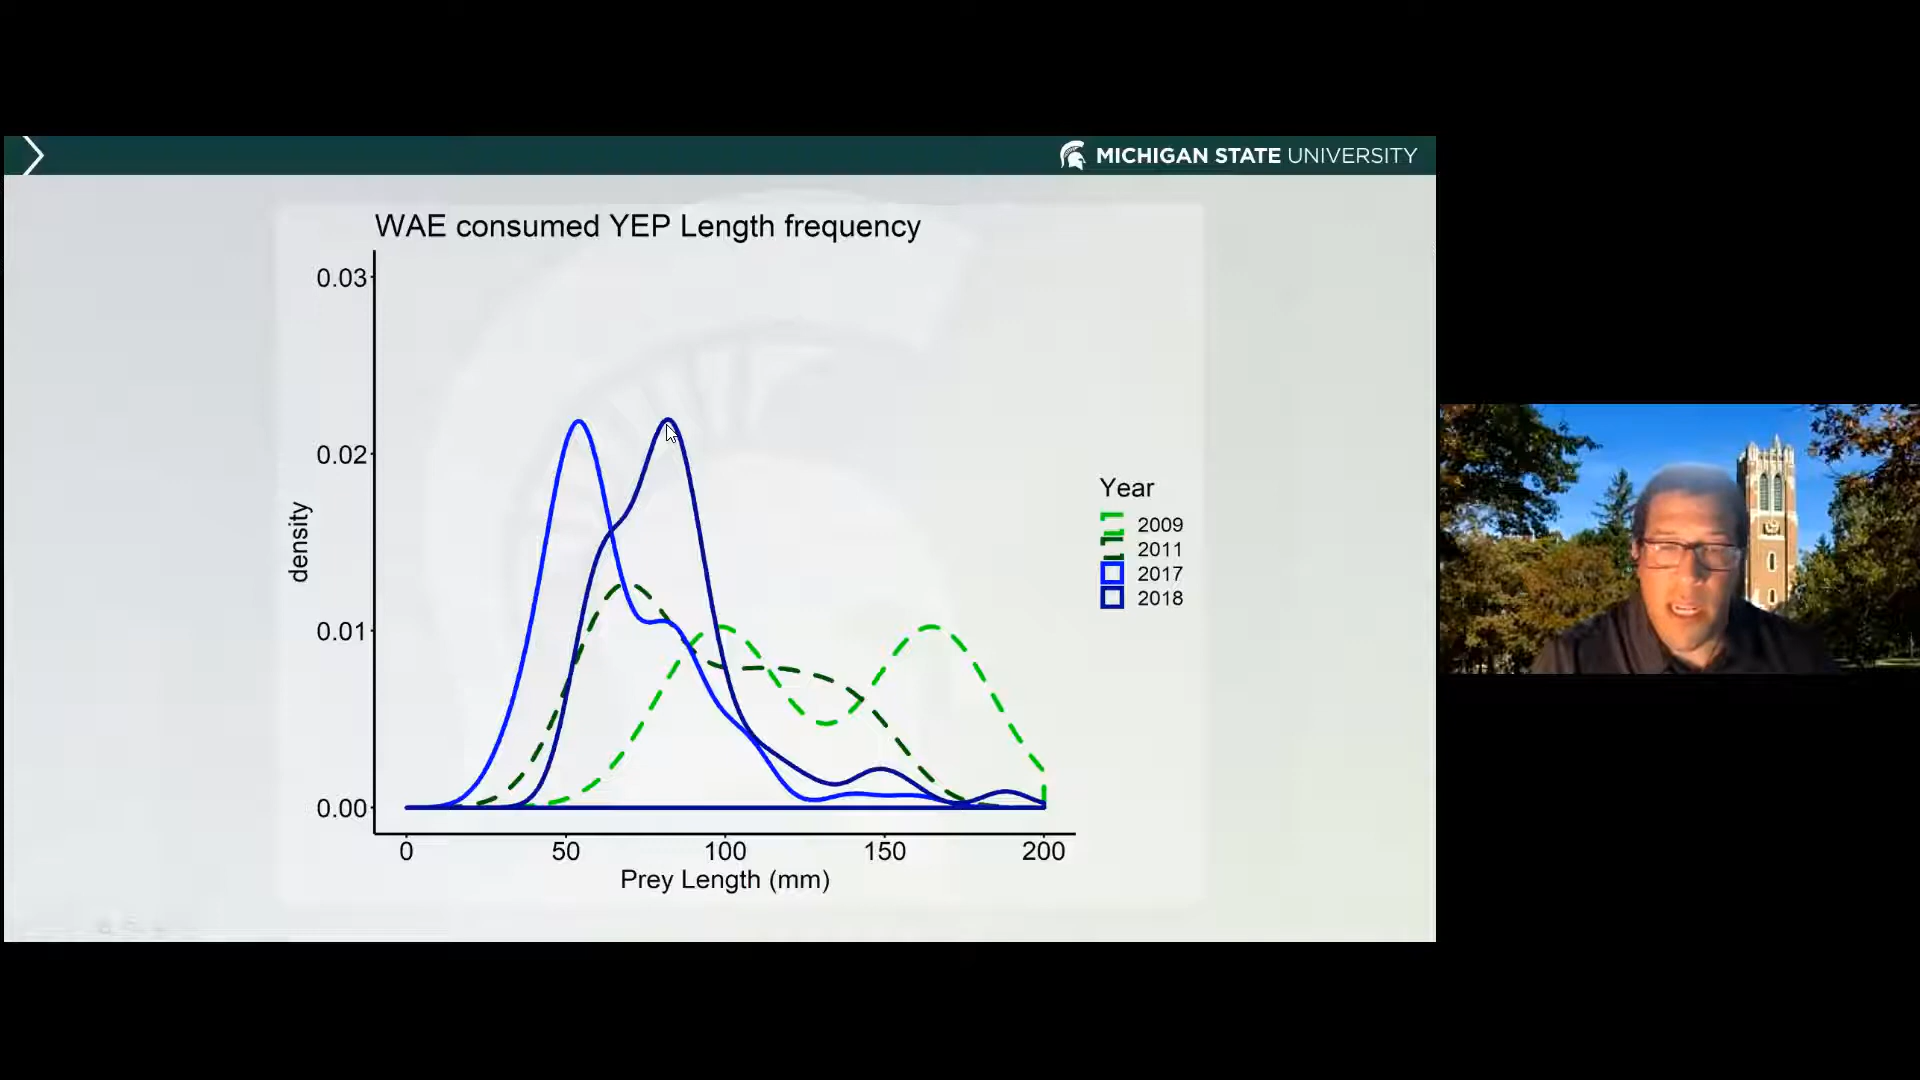 MICHIGAN STATE UNIVERSITY
WAE consumed YEP Length frequency
0.03
0.02
0.01
0.00
density
0
50
100
150
200
Prey Length (mm)
Year
2009
2011
2017
2018